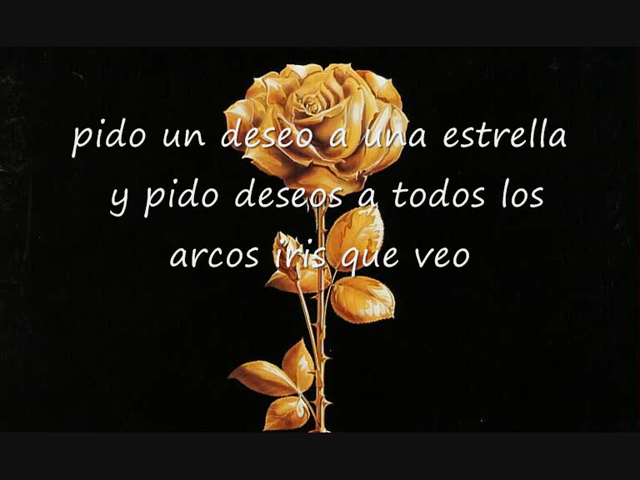 pido un deseo a una estrella
y pido deseos a todos los
arcos iris que veo